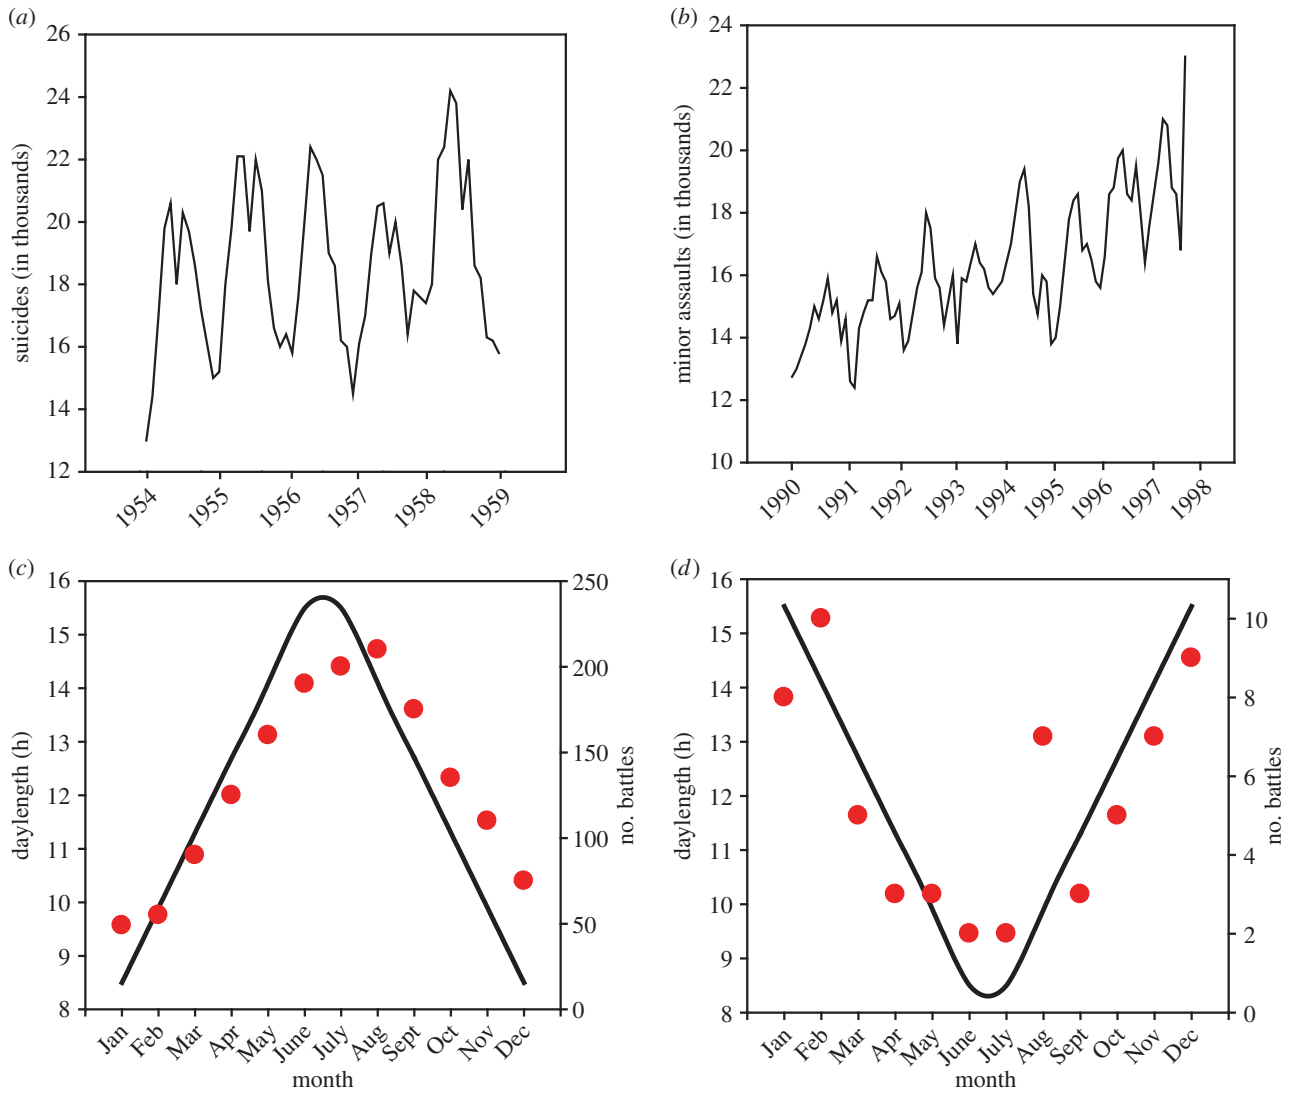 (a)
26
24
22
20
18
16
14
12
suicides (in thousands)
1954
1955
1956
1957
1958
1959
(b)
24
22
20
18
16
14
12
10
minor assaults (in thousands)
1990
1991
1992
1993
1994
1995
1996
1997
1998
(c)
16
15
14
13
12
11
10
9
8
daylength (h)
250
200
150
100
50
0
no. battles
Jan
Feb
Mar
Apr
May
June
July
Aug
Sept
Oct
Nov
Dec
month
(d)
16
15
14
13
12
11
10
9
8
daylength (h)
10
8
6
4
2
0
no. battles
Jan
Feb
Mar
Apr
May
June
July
Aug
Sept
Oct
Nov
Dec
month